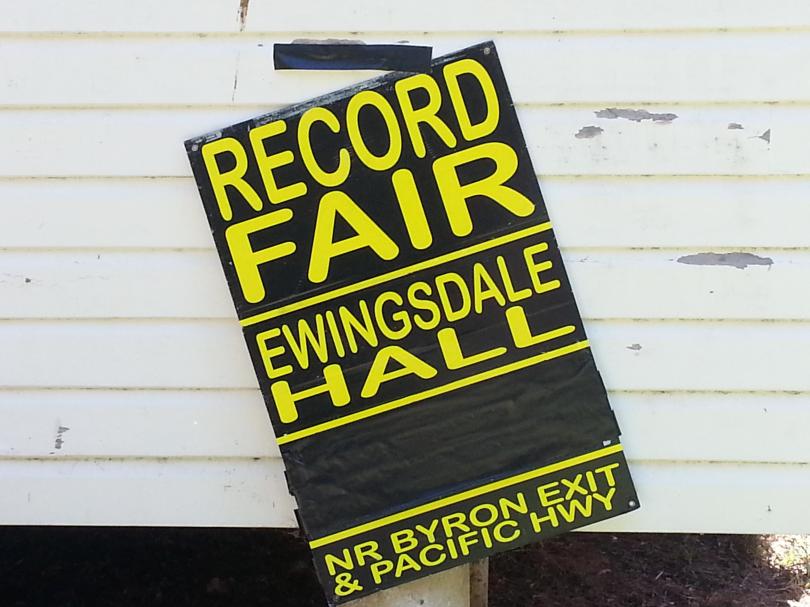 RECORD
FAIR
EWINGSDALE
HALL
NR BYRON EXIT
& PACIFIC HWY